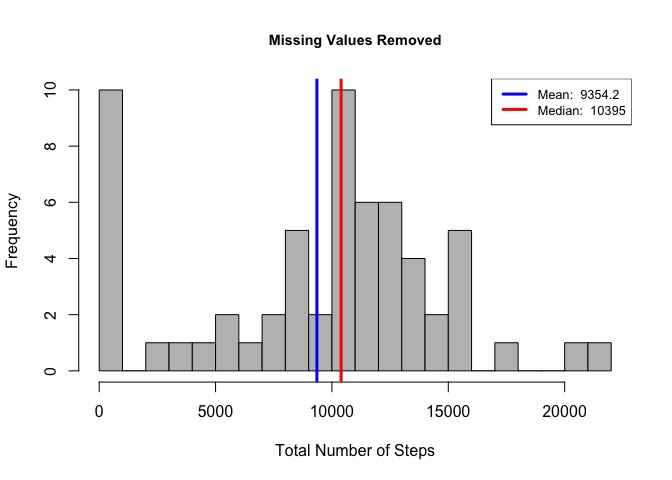 Missing Values Removed
Mean:  9354.2
Median:  10395
Frequency
10
8
6
4
2
0
0 5000 10000 15000 20000
Total Number of Steps